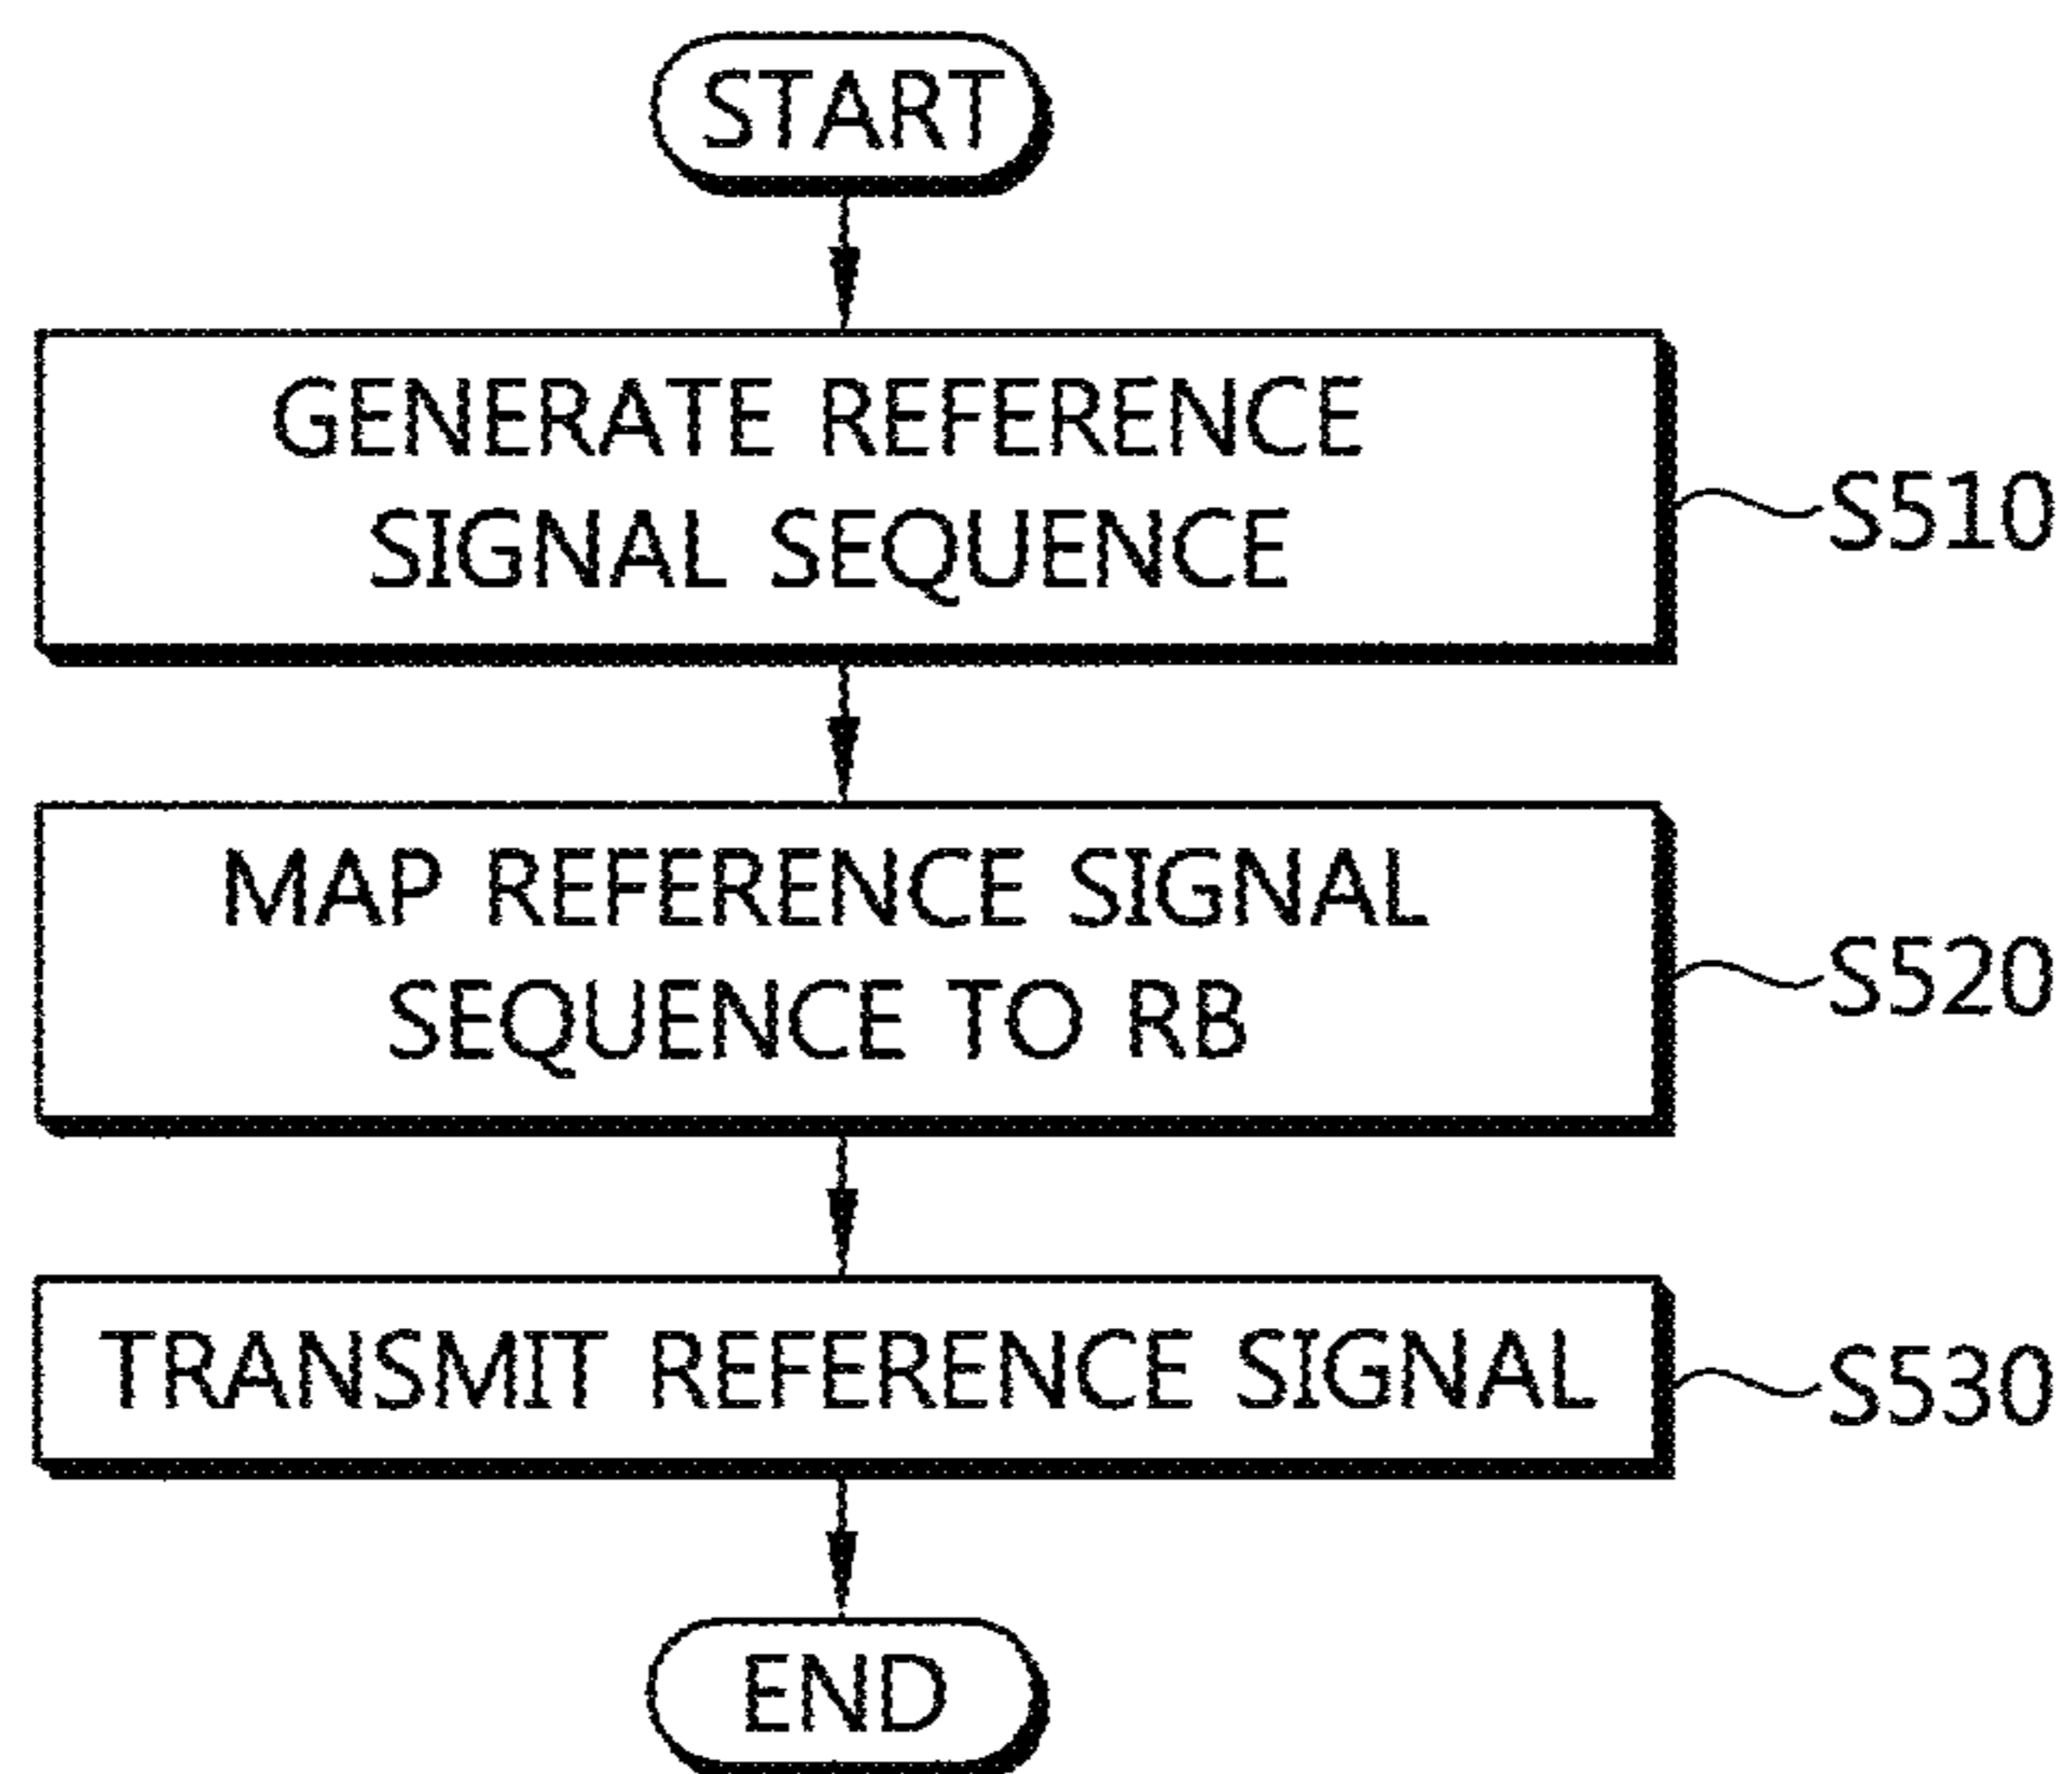 START
GENERATE REFERENCE
SIGNAL SEQUENCE
S510
MAP REFERENCE SIGNAL
SEQUENCE TO RB
S520
TRANSMIT REFERENCE SIGNAL
S530
END